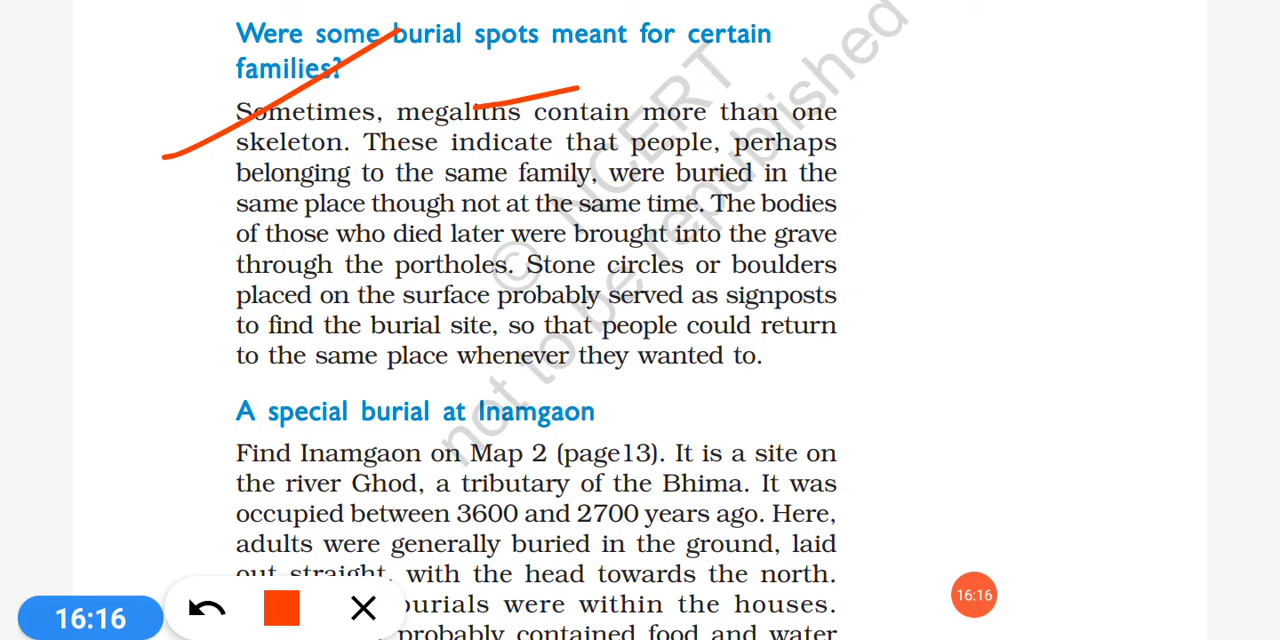 Were some burial spots meant for certain
families?
Sometimes, megaliths contain more than one
skeleton. These indicate that people, perhaps
belonging to the same family, were buried in the
same place though not at the same time. The bodies
of those who died later were brought into the grave
through the portholes. Stone circles or boulders
placed on the surface probably served as signposts
to find the burial site, so that people could return
to the same place whenever they wanted to.
© NCERT
not to be republished
A special burial at Inamgaon
Find Inamgaon on Map 2 (page13). It is a site on
the river Ghod, a tributary of the Bhima. It was
occupied between 3600 and 2700 years ago. Here,
adults were generally buried in the ground, laid
out straight, with the head towards the north.
burials were within the houses.
probably contained food and water
16:16
16:16